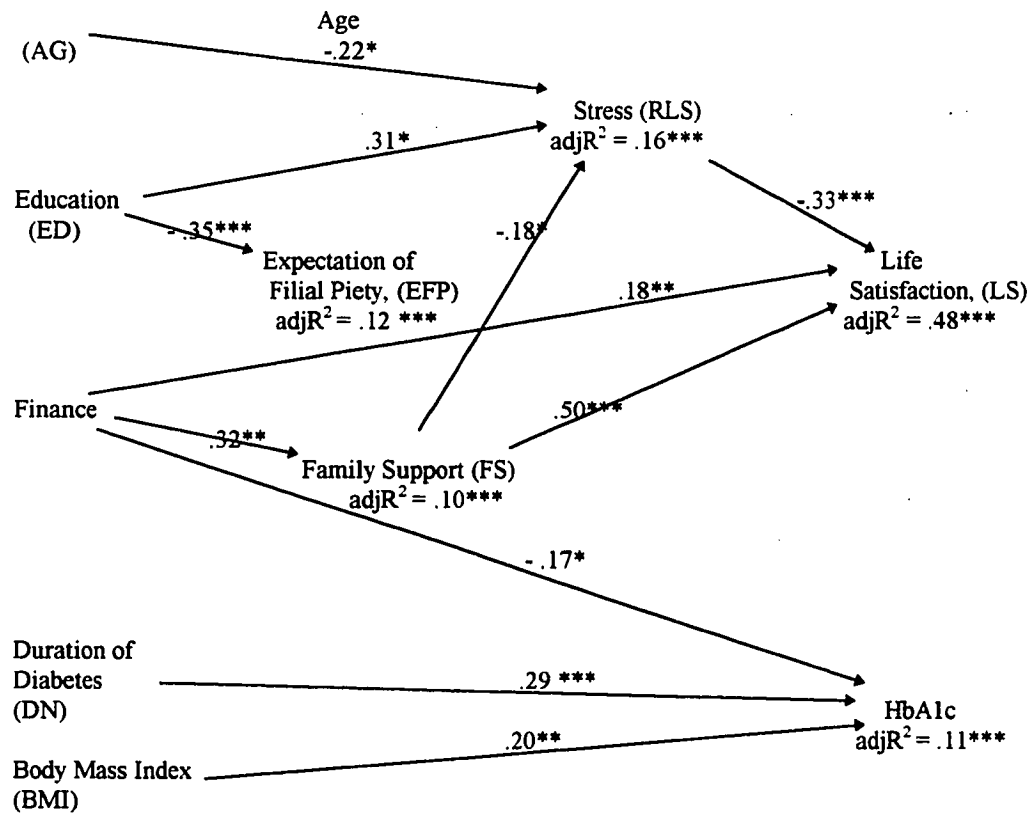 Age
(AG)
-.22*
Stress (RLS)
adjR² = .16***
.31*
-.33***
Education
(ED)
- .35***
-.18*
Expectation of
Filial Piety, (EFP)
adjR² = .12 ***
Life
Satisfaction, (LS)
adjR² = .48***
.18**
Finance
.32**
.50***
Family Support (FS)
adjR² = .10***
- .17*
Duration of
Diabetes
(DN)
.29 ***
HbA1c
adjR² = .11***
.20**
Body Mass Index
(BMI)